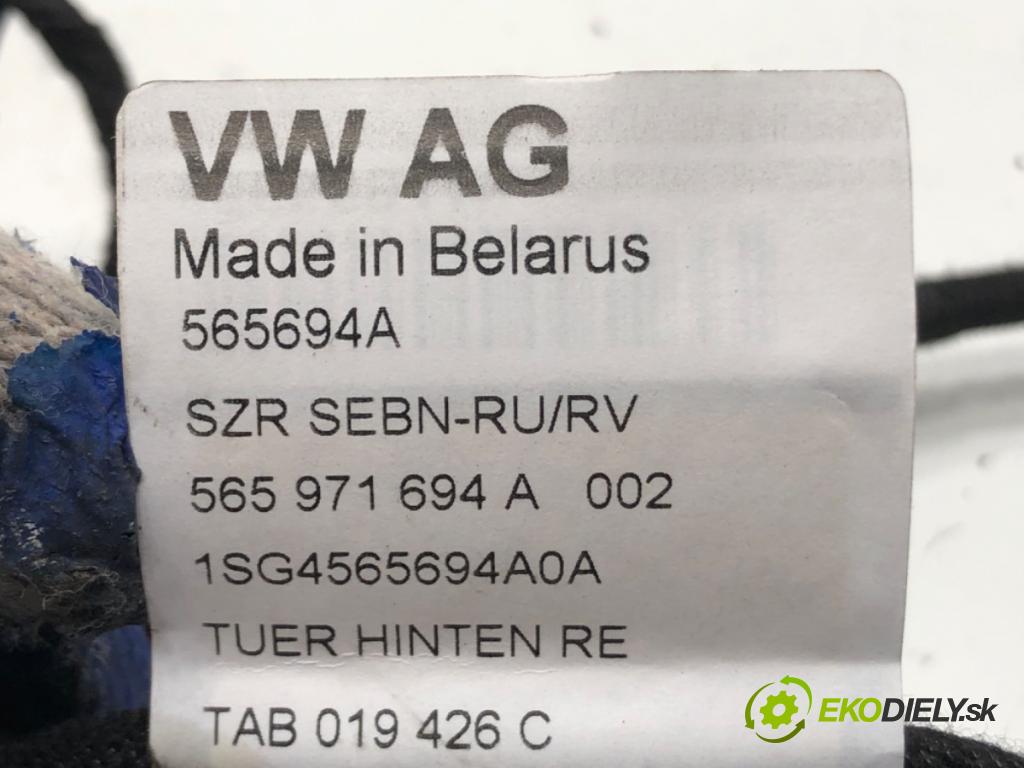 VW AG
Made in Belarus
565694A
SZR SEBN-RU/RV
565 971 694 A 002
1SG4565694A0A
TUER HINTEN RE
TAB 019 426 C
EKODIELY.sk